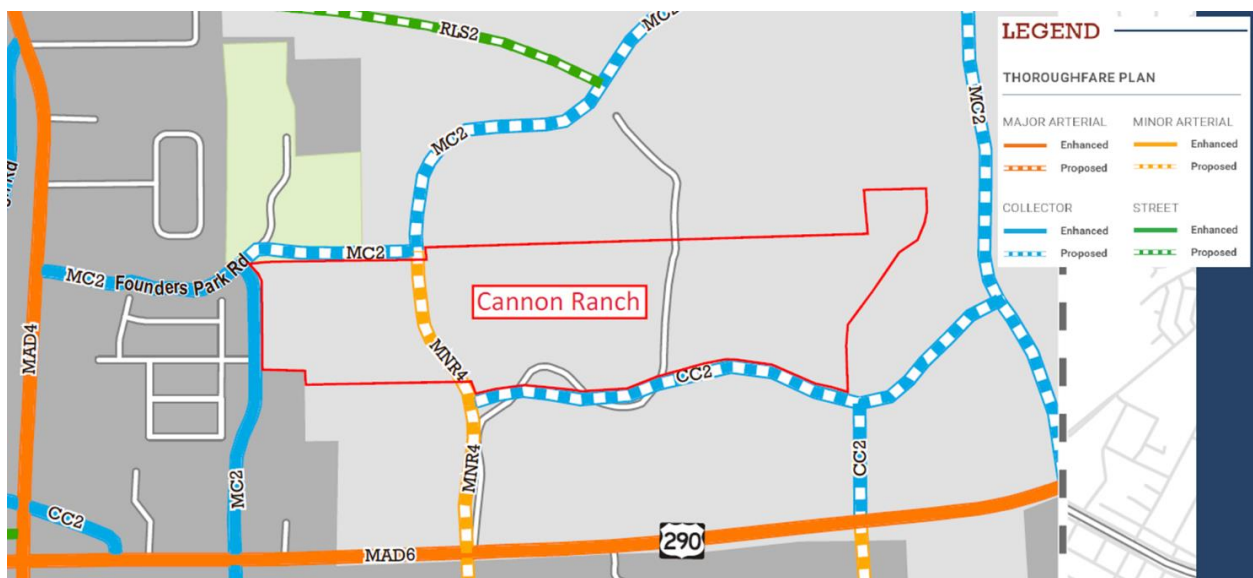 RLS2
MC2
MC2
MC2
MC2
MC2 Founders Park Rd
MAD4
Cannon Ranch
MNR4
CC2
MC2
MNR4
CC2
CC2
MAD6
290
LEGEND
THOROUGHFARE PLAN
MAJOR ARTERIAL
Enhanced
Proposed
MINOR ARTERIAL
Enhanced
Proposed
COLLECTOR
Enhanced
Proposed
STREET
Enhanced
Proposed